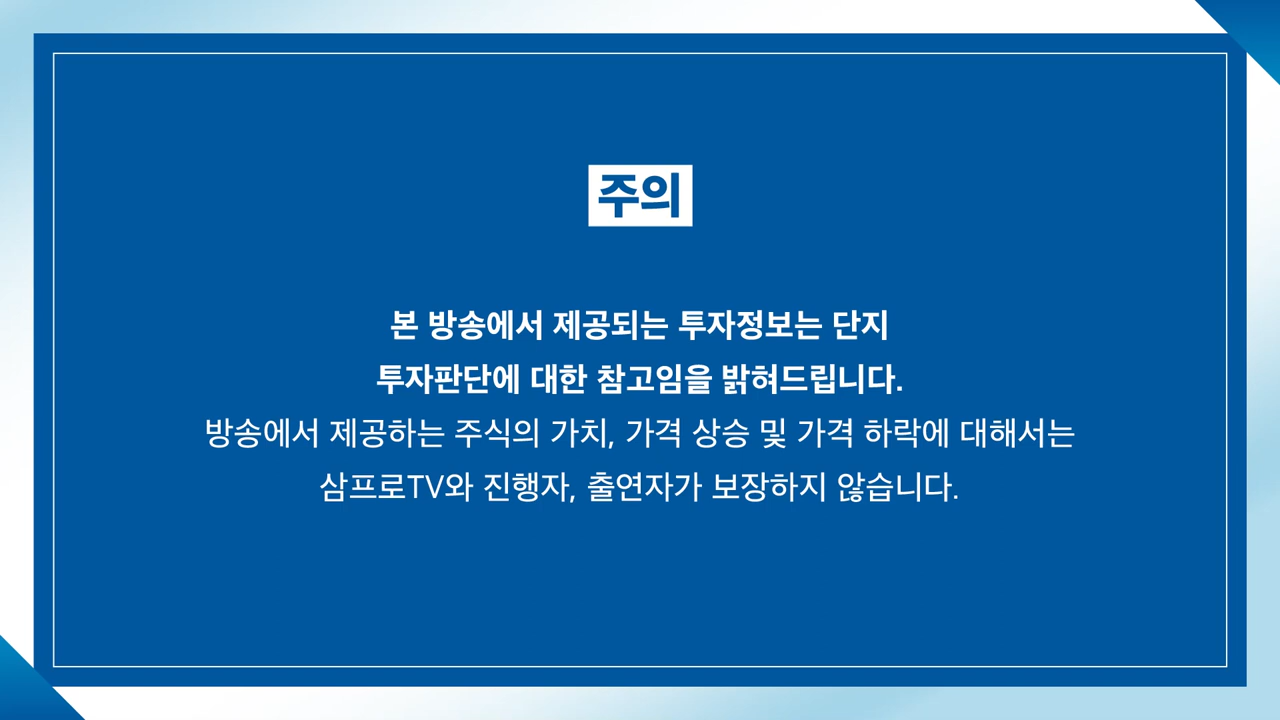 주의
본 방송에서 제공되는 투자정보는 단지
투자판단에 대한 참고임을 밝혀드립니다.
방송에서 제공하는 주식의 가치, 가격 상승 및 가격 하락에 대해서는
삼프로TV와 진행자, 출연자가 보장하지 않습니다.